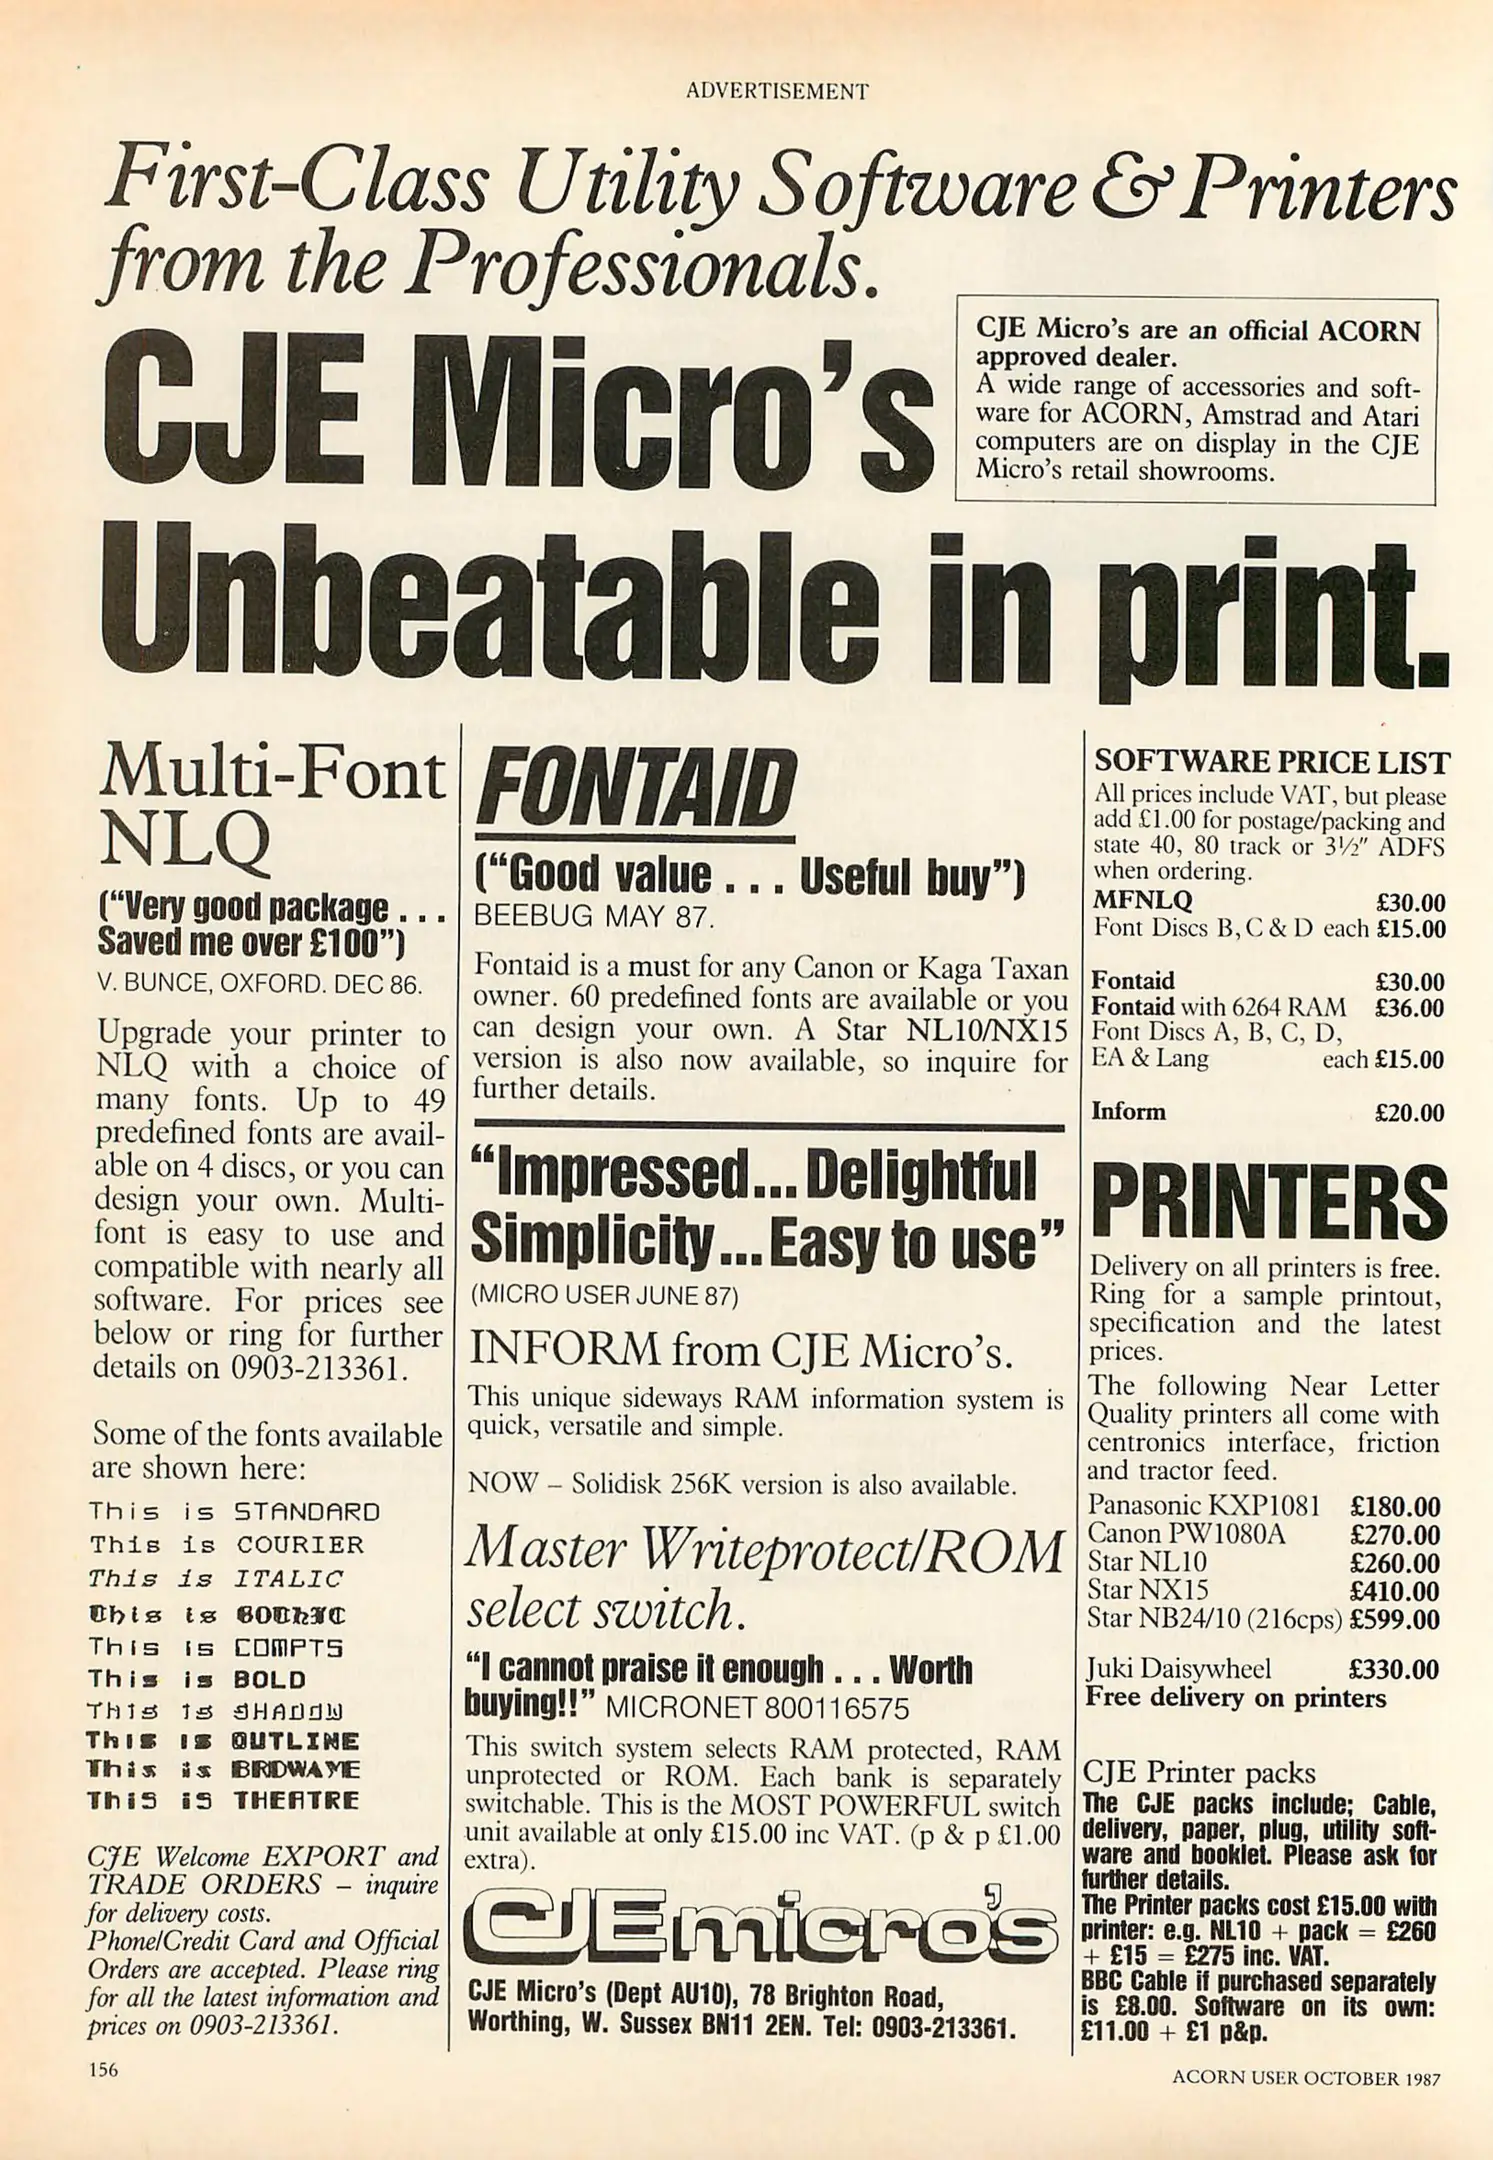 ADVERTISEMENT
First-Class Utility Software & Printers
from the Professionals.
CJE Micro's
Unbeatable in print.
CJE Micro's are an official ACORN
approved dealer.
A wide range of accessories and soft-
ware for ACORN, Amstrad and Atari
computers are on display in the CJE
Micro's retail showrooms.
Multi-Font
NLQ
("Very good package . . .
Saved me over £100")
V. BUNCE, OXFORD. DEC 86.
Upgrade your printer to
NLQ with a choice of
many fonts. Up to 49
predefined fonts are avail-
able on 4 discs, or you can
design your own. Multi-
font is easy to use and
compatible with nearly all
software. For prices see
below or ring for further
details on 0903-213361.
Some of the fonts available
are shown here:
This is STANDARD
This is COURIER
This is ITALIC
This is GOTHIC
This is COMPTS
This is BOLD
This is SHADOW
This is OUTLINE
This is BRDWAYE
This is THEATRE
CJE Welcome EXPORT and
TRADE ORDERS – inquire
for delivery costs.
Phone/Credit Card and Official
Orders are accepted. Please ring
for all the latest information and
prices on 0903-213361.
FONTAID
("Good value . . . Useful buy")
BEEBUG MAY 87.
Fontaid is a must for any Canon or Kaga Taxan
owner. 60 predefined fonts are available or you
can design your own. A Star NL10/NX15
version is also now available, so inquire for
further details.
"Impressed... Delightful
Simplicity... Easy to use"
(MICRO USER JUNE 87)
INFORM from CJE Micro's.
This unique sideways RAM information system is
quick, versatile and simple.
NOW – Solidisk 256K version is also available.
Master Writeprotect/ROM
select switch.
"I cannot praise it enough . . . Worth
buying!!" MICRONET 800116575
This switch system selects RAM protected, RAM
unprotected or ROM. Each bank is separately
switchable. This is the MOST POWERFUL switch
unit available at only £15.00 inc VAT. (p & p £1.00
extra).
CJE micro's
CJE Micro's (Dept AU10), 78 Brighton Road,
Worthing, W. Sussex BN11 2EN. Tel: 0903-213361.
SOFTWARE PRICE LIST
All prices include VAT, but please
add £1.00 for postage/packing and
state 40, 80 track or 3½" ADFS
when ordering.
MFNLQ £30.00
Font Discs B, C & D each £15.00
Fontaid £30.00
Fontaid with 6264 RAM £36.00
Font Discs A, B, C, D,
EA & Lang each £15.00
Inform £20.00
PRINTERS
Delivery on all printers is free.
Ring for a sample printout,
specification and the latest
prices.
The following Near Letter
Quality printers all come with
centronics interface, friction
and tractor feed.
Panasonic KXP1081 £180.00
Canon PW1080A £270.00
Star NL10 £260.00
Star NX15 £410.00
Star NB24/10 (216cps) £599.00
Juki Daisywheel £330.00
Free delivery on printers
CJE Printer packs
The CJE packs include; Cable,
delivery, paper, plug, utility soft-
ware and booklet. Please ask for
further details.
The Printer packs cost £15.00 with
printer: e.g. NL10 + pack = £260
+ £15 = £275 inc. VAT.
BBC Cable if purchased separately
is £8.00. Software on its own:
£11.00 + £1 p&p.
156
ACORN USER OCTOBER 1987